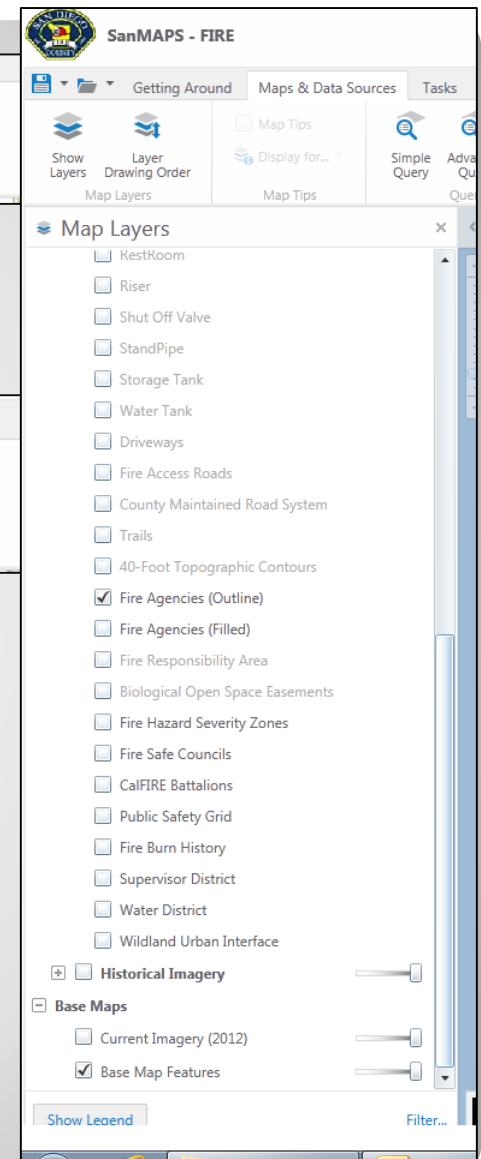 SAN DIEGO
COUNTY
SanMAPS - FIRE
Getting Around Maps & Data Sources Tasks
Map Tips
Show Layers
Layer Drawing Order
Display for...
Simple Query
Map Layers Map Tips
Map Layers
RestRoom
Riser
Shut Off Valve
StandPipe
Storage Tank
Water Tank
Driveways
Fire Access Roads
County Maintained Road System
Trails
40-Foot Topographic Contours
Fire Agencies (Outline)
Fire Agencies (Filled)
Fire Responsibility Area
Biological Open Space Easements
Fire Hazard Severity Zones
Fire Safe Councils
CalFIRE Battalions
Public Safety Grid
Fire Burn History
Supervisor District
Water District
Wildland Urban Interface
Historical Imagery
Base Maps
Current Imagery (2012)
Base Map Features
Show Legend Filter...